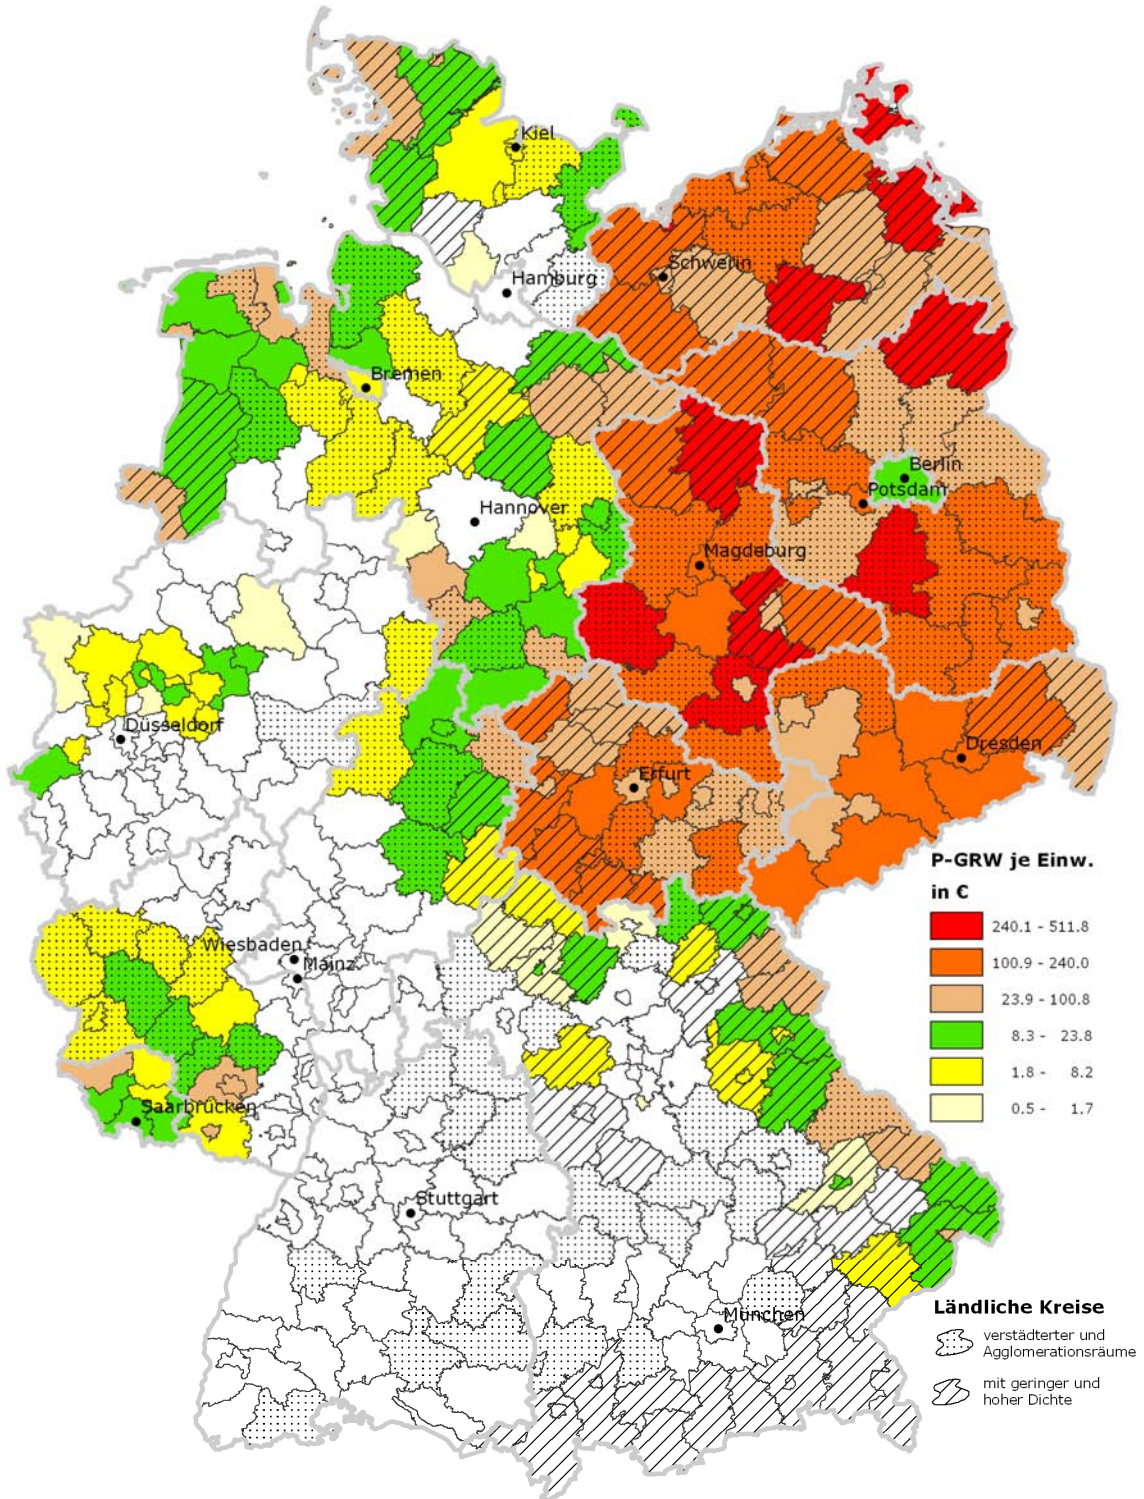 Kiel
Schwerin
Hamburg
Bremen
Berlin
Potsdam
Hannover
Magdeburg
Düsseldorf
Dresden
Erfurt
P-GRW je Einw.
in €
240.1 - 511.8
100.9 - 240.0
23.9 - 100.8
8.3 - 23.8
1.8 - 8.2
0.5 - 1.7
Wiesbaden
Mainz
Saarbrücken
Stuttgart
München
Ländliche Kreise
verstädterter und
Agglomerationsräume
mit geringer und
hoher Dichte